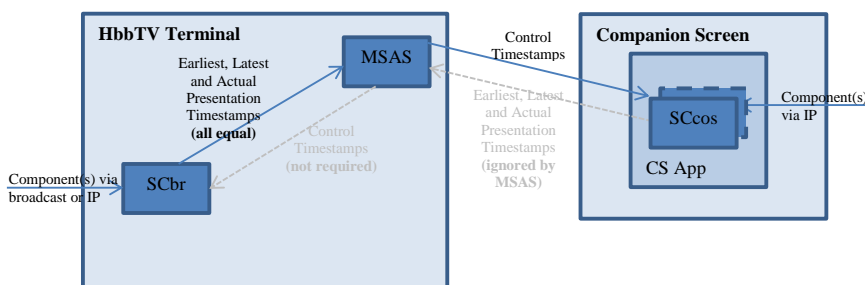 HbbTV Terminal
MSAS
Earliest, Latest
and Actual
Presentation
Timestamps
(all equal)
Control
Timestamps
(not required)
SCbr
Component(s) via
broadcast or IP
Control
Timestamps
Earliest, Latest
and Actual
Presentation
Timestamps
(ignored by
MSAS)
Companion Screen
SCcos
CS App
Component(s)
via IP